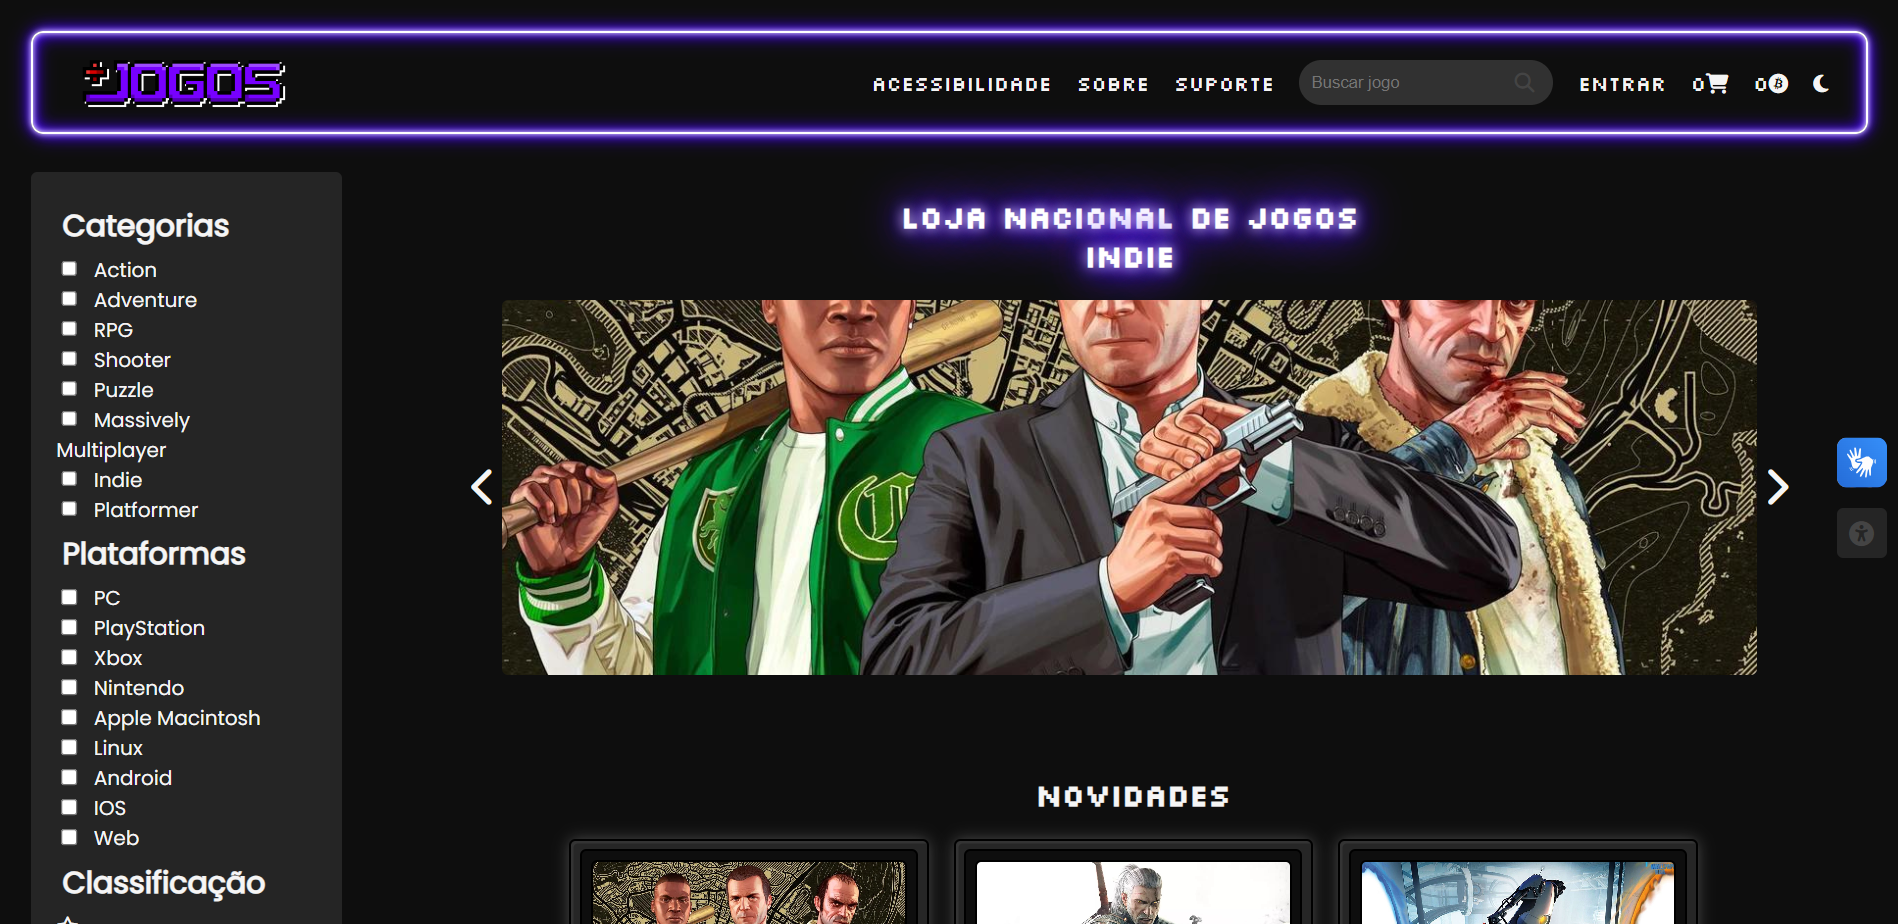 +JOGOS
ACESSIBILIDADE SOBRE SUPORTE Buscar jogo ENTRAR 0 0
Categorias
Action
Adventure
RPG
Shooter
Puzzle
Massively
Multiplayer
Indie
Platformer
Plataformas
PC
PlayStation
Xbox
Nintendo
Apple Macintosh
Linux
Android
IOS
Web
Classificação
LOJA NACIONAL DE JOGOS
INDIE
NOVIDADES